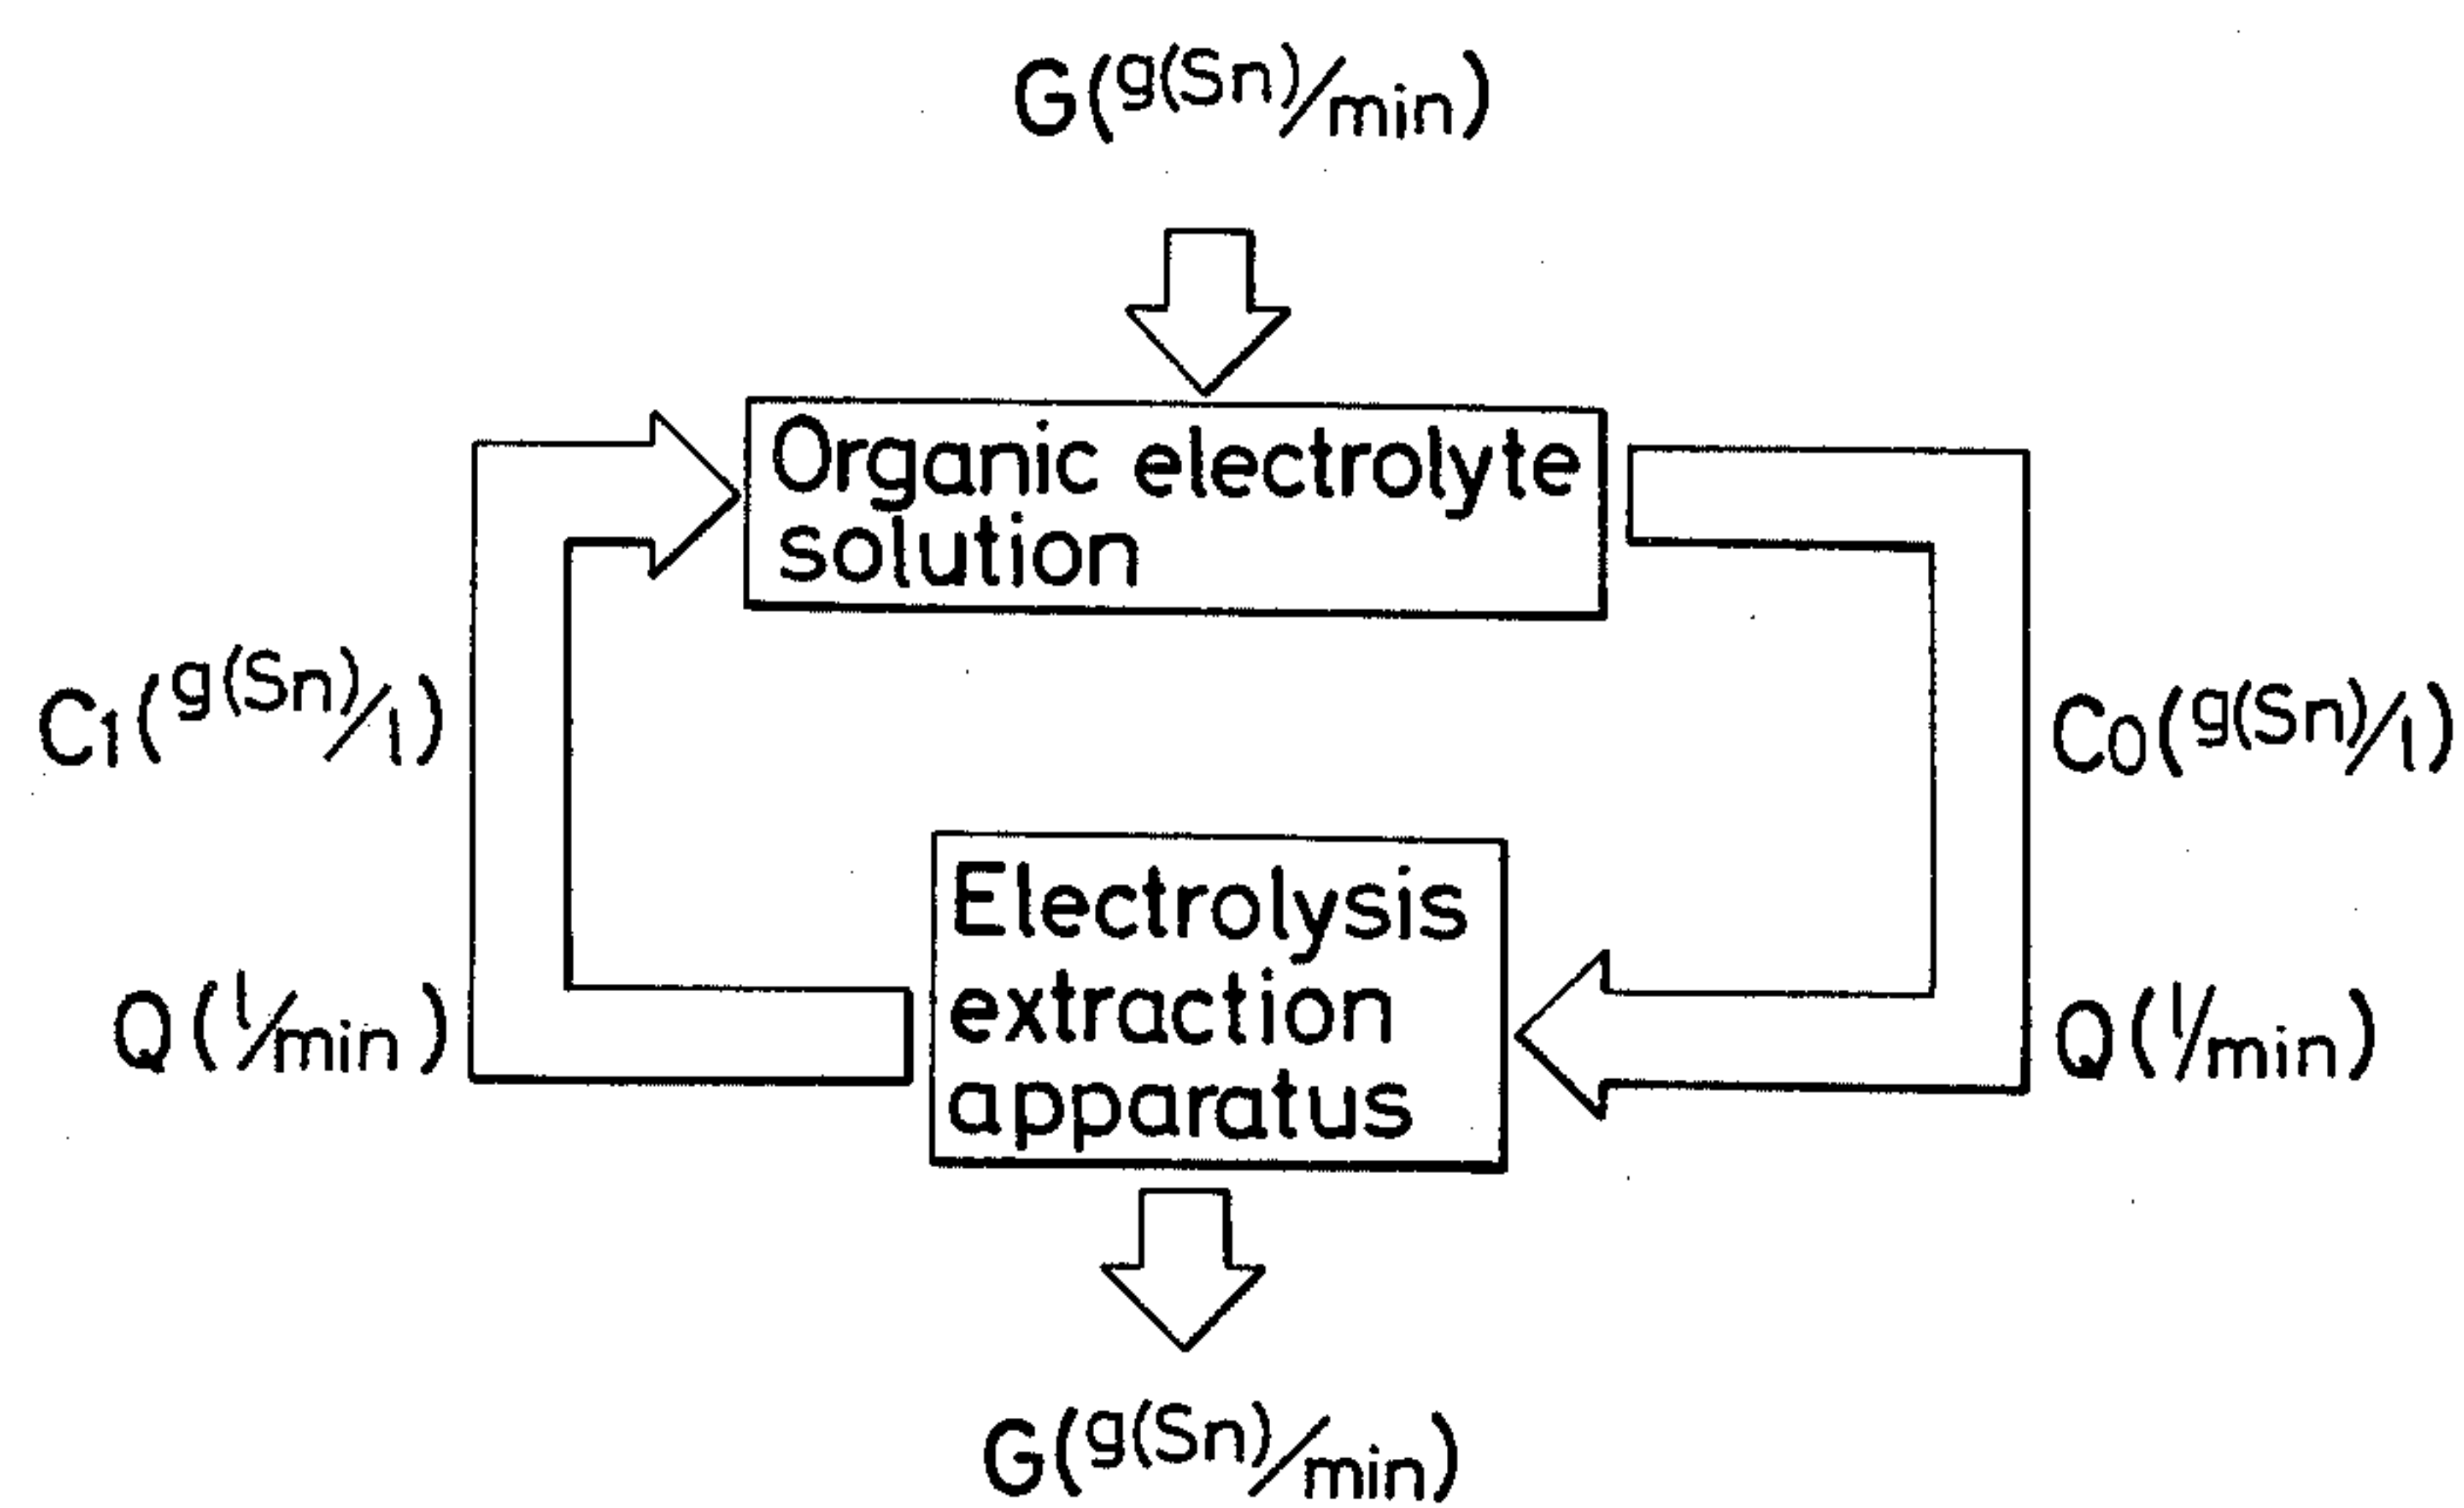 G(g(Sn)/min)
Organic electrolyte
solution
C1(g(Sn)/l)
C0(g(Sn)/l)
Electrolysis
extraction
apparatus
Q(l/min)
Q(l/min)
G(g(Sn)/min)